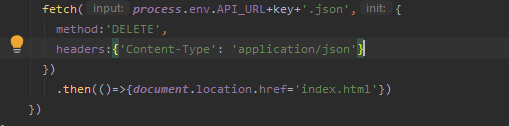 fetch( input: process.env.API_URL+key+'.json', init: {
method:'DELETE',
headers:{'Content-Type': 'application/json'}
})
.then(()=>{document.location.href='index.html'})
})